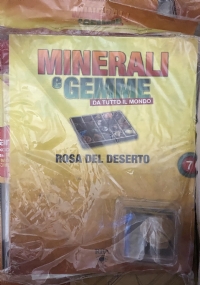 MINERALI
e GEMME
DA TUTTO IL MONDO
ROSA DEL DESERTO
7